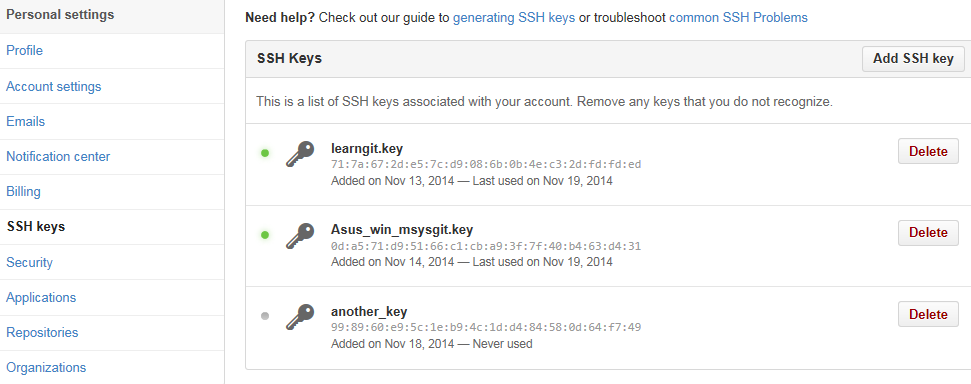 Personal settings
Profile
Account settings
Emails
Notification center
Billing
SSH keys
Security
Applications
Repositories
Organizations
Need help? Check out our guide to generating SSH keys or troubleshoot common SSH Problems
SSH Keys
Add SSH key
This is a list of SSH keys associated with your account. Remove any keys that you do not recognize.
learngit.key
71:7a:67:2d:e5:7c:d9:08:6b:0b:4e:c3:2d:fd:fd:ed
Added on Nov 13, 2014 — Last used on Nov 19, 2014
Delete
Asus_win_msysgit.key
0d:a5:71:d9:51:66:c1:cb:a9:3f:7f:40:b4:63:d4:31
Added on Nov 14, 2014 — Last used on Nov 19, 2014
Delete
another_key
99:89:60:e9:5c:1e:b9:4c:1d:d4:84:58:0d:64:f7:49
Added on Nov 18, 2014 — Never used
Delete